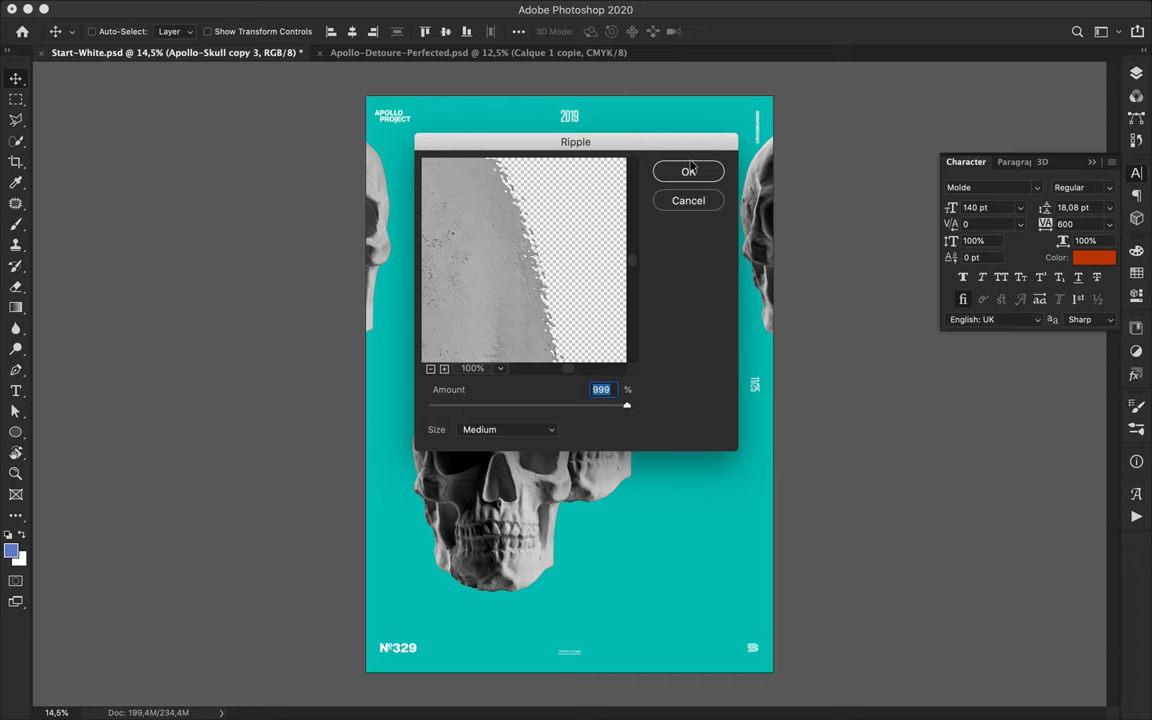 Adobe Photoshop 2020
Auto-Select: Layer Show Transform Controls 3D Mode:
Start-White.psd @ 14,5% (Apollo-Skull copy 3, RGB/8) *
Apollo-Detoure-Perfected.psd @ 12,5% (Calque 1 copie, CMYK/8)
APOLLO
PROJECT
2019
Ripple
OK
Cancel
100%
Amount 999 %
Size Medium
11/25
Nº329
Character Paragra 3D
Molde Regular
140 pt 18,08 pt
0 600
100% 100%
0 pt Color:
English: UK Sharp
14,5% Doc: 199,4M/234,4M